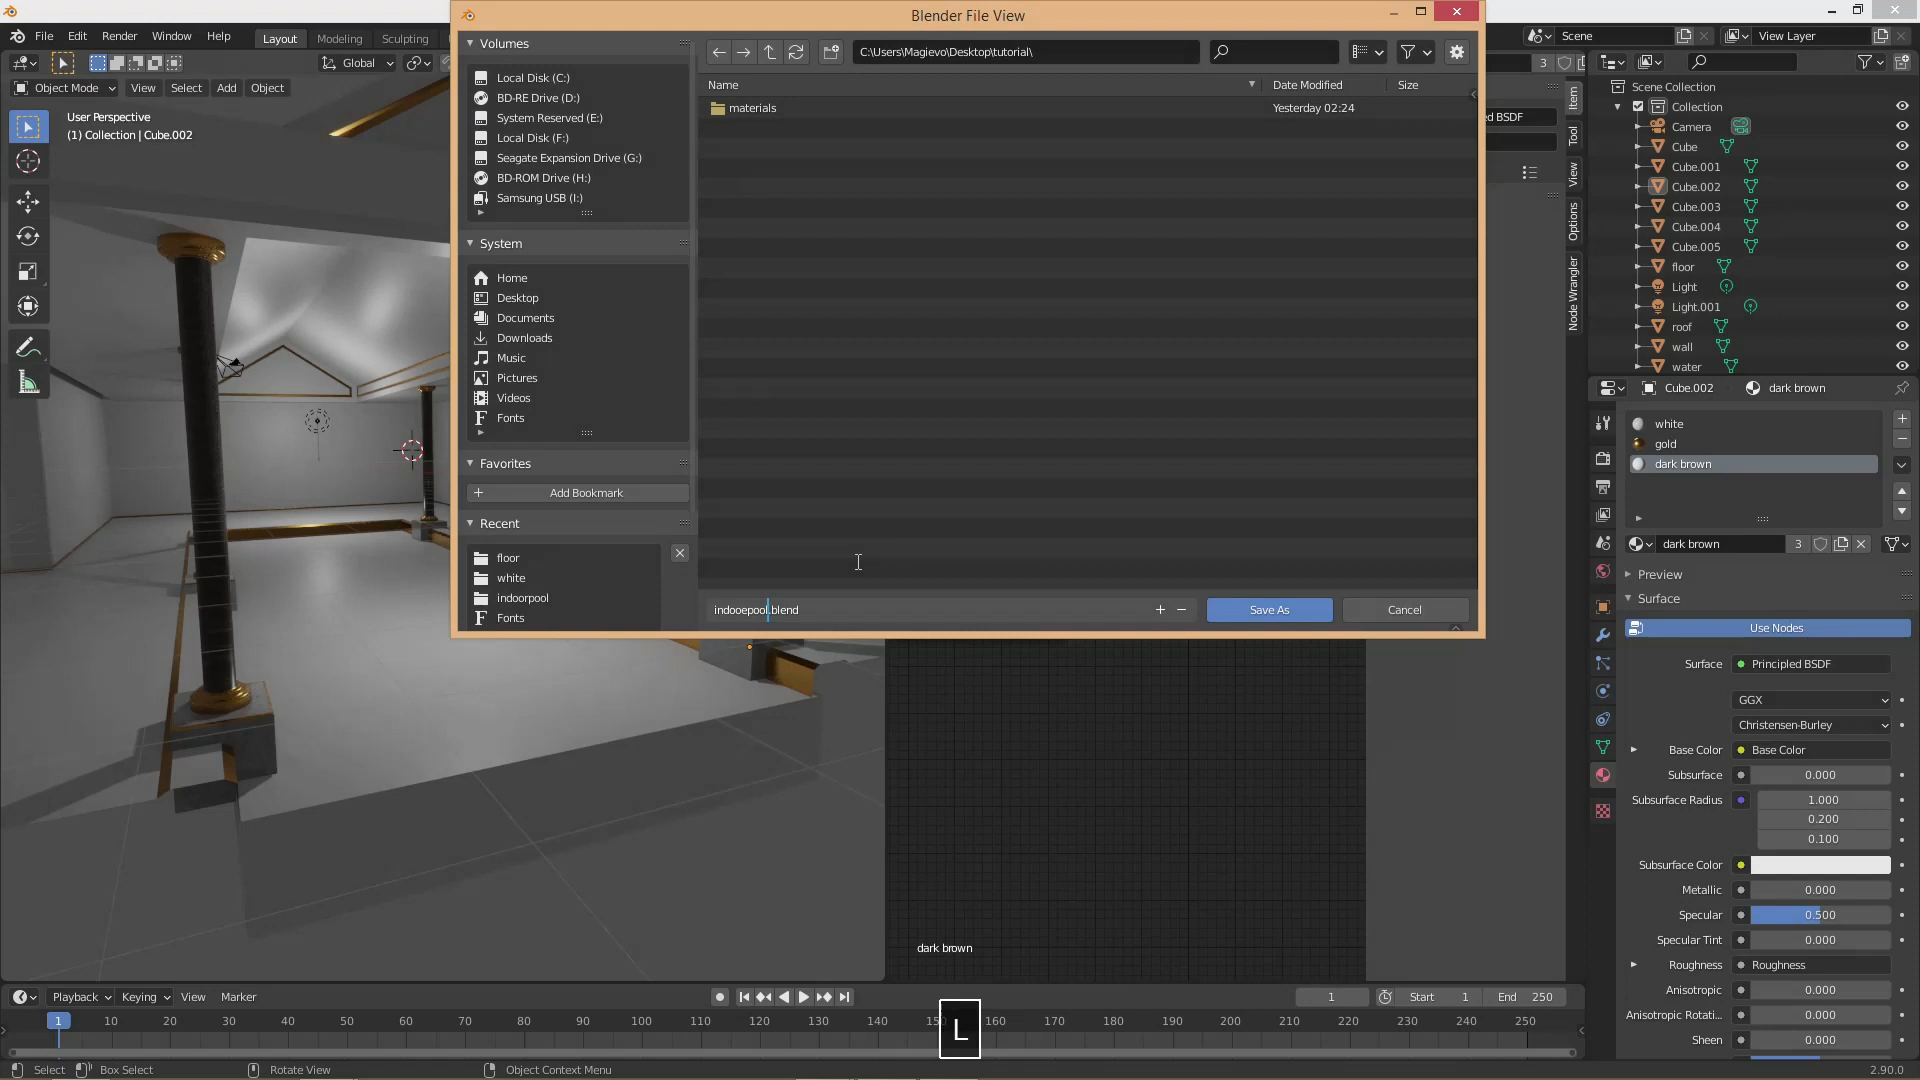 Blender File View
File Edit Render Window Help Layout Modeling Sculpting
Scene View Layer
Global
Object Mode View Select Add Object
User Perspective
(1) Collection | Cube.002
Volumes
Local Disk (C:)
BD-RE Drive (D:)
System Reserved (E:)
Local Disk (F:)
Seagate Expansion Drive (G:)
BD-ROM Drive (H:)
Samsung USB (I:)
System
Home
Desktop
Documents
Downloads
Music
Pictures
Videos
Fonts
Favorites
Add Bookmark
Recent
floor
white
indoorpool
Fonts
C:\Users\Magievo\Desktop\tutorial\
Name Date Modified Size
materials Yesterday 02:24
indooepool.blend
Save As Cancel
3
ed BSDF
Item
Tool
View
Options
Node Wrangler
Scene Collection
Collection
Camera
Cube
Cube.001
Cube.002
Cube.003
Cube.004
Cube.005
floor
Light
Light.001
roof
wall
water
Cube.002 dark brown
white
gold
dark brown
dark brown 3
Preview
Surface
Use Nodes
Surface Principled BSDF
GGX
Christensen-Burley
Base Color Base Color
Subsurface 0.000
Subsurface Radius 1.000
0.200
0.100
Subsurface Color
Metallic 0.000
Specular 0.500
Specular Tint 0.000
Roughness Roughness
Anisotropic 0.000
Anisotropic Rotati... 0.000
Sheen 0.000
dark brown
Playback Keying View Marker
1 Start 1 End 250
1 10 20 30 40 50 60 70 80 90 100 110 120 130 140 150 160 170 180 190 200 210 220 230 240 250
L
Select Box Select Rotate View Object Context Menu 2.90.0